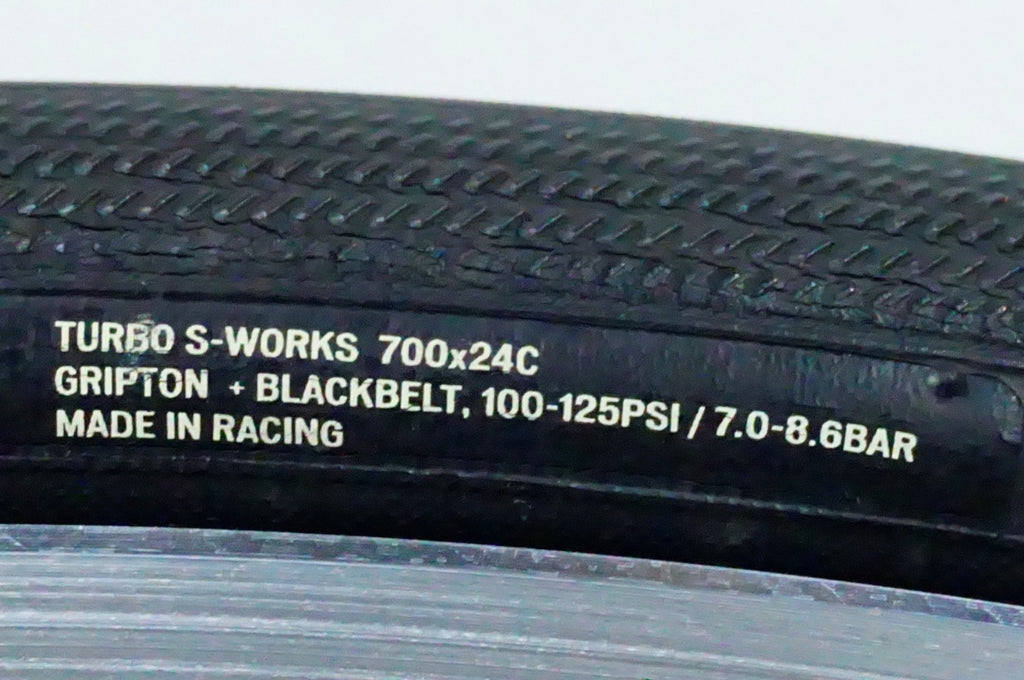 TURBO S-WORKS 700x24C
GRIPTON + BLACKBELT, 100-125PSI / 7.0-8.6BAR
MADE IN RACING